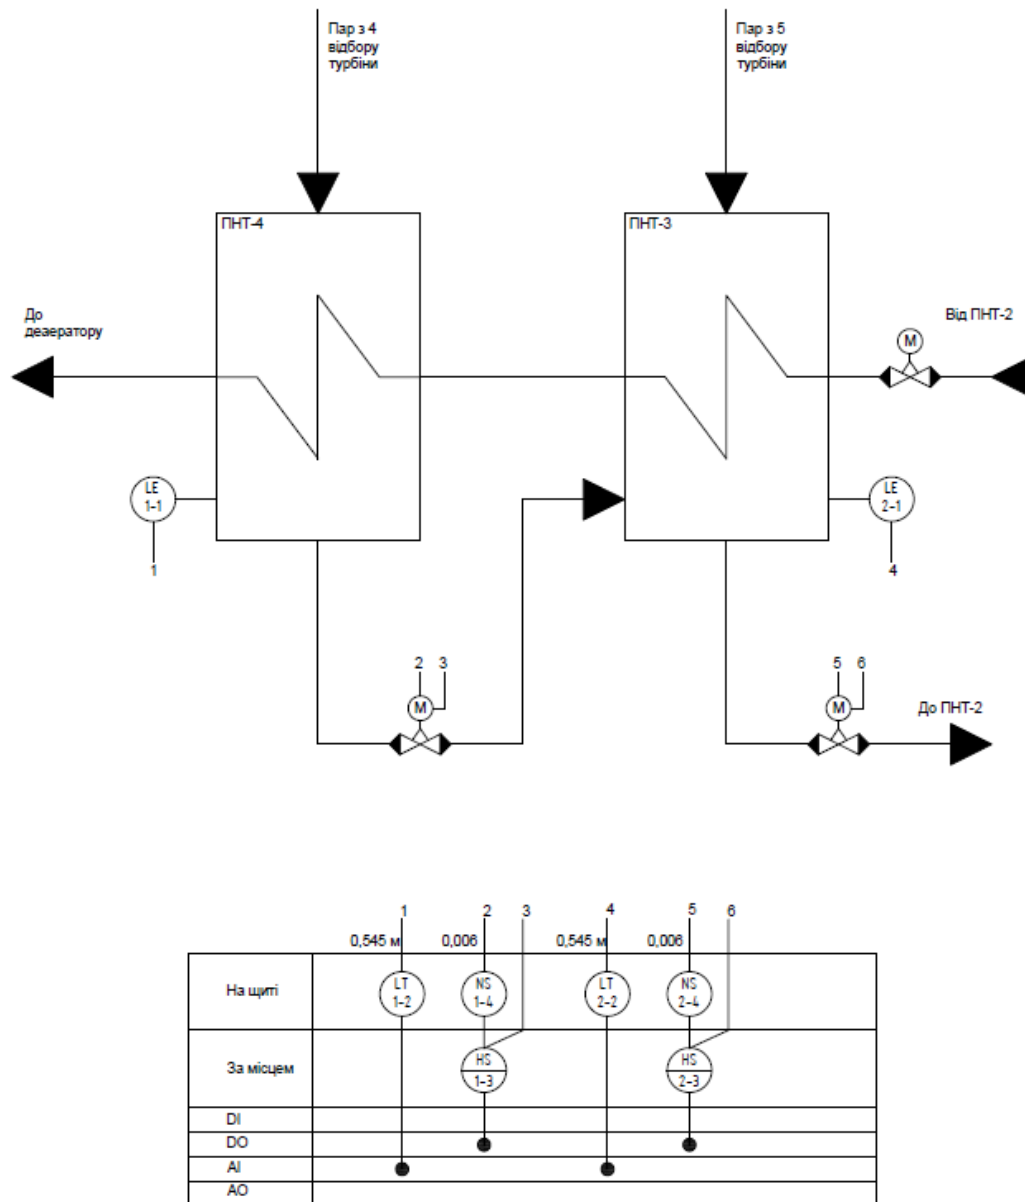 Пар з 4
відбору
турбіни
Пар з 5
відбору
турбіни
ПНТ-4
ПНТ-3
До
деаератору
Від ПНТ-2
M
LE
1-1
LE
2-1
1
4
2 3
M
5 6
M
До ПНТ-2
1 2 3 4 5 6
0,545 м 0,006 0,545 м 0,006
На щиті
LT
1-2
NS
1-4
LT
2-2
NS
2-4
За місцем
HS
1-3
HS
2-3
DI
DO
AI
AO